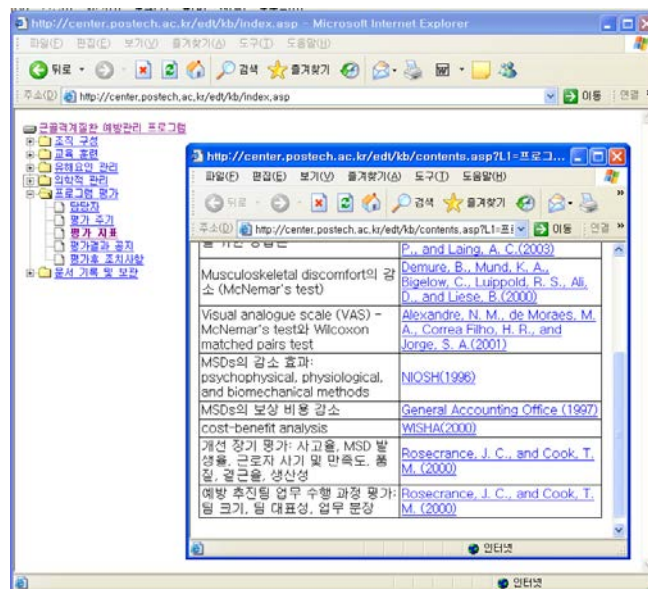 http://center.postech.ac.kr/edt/kb/index.asp - Microsoft Internet Explorer
파일(F) 편집(E) 보기(V) 즐겨찾기(A) 도구(T) 도움말(H)
뒤로 검색 즐겨찾기
주소(D) http://center.postech.ac.kr/edt/kb/index.asp 이동 연결
근골격계질환 예방관리 프로그램
조직 구성
교육 훈련
유해요인 관리
의학적 관리
프로그램 평가
담당자
평가 주기
평가 지표
평가결과 공지
평가후 조치사항
문서 기록 및 보관
http://center.postech.ac.kr/edt/kb/contents.asp?L1=프로그...
파일(F) 편집(E) 보기(V) 즐겨찾기(A) 도구(T) 도움말(H)
뒤로 검색 즐겨찾기
주소(D) http://center.postech.ac.kr/edt/kb/contents.asp?L1=프 이동 연결
P., and Laing, A. C.(2003)
Musculoskeletal discomfort의 감
소 (McNemar's test)
Demure, B., Mund, K. A.,
Bigelow, C., Luippold, R. S., Ali,
D., and Liese, B.(2000)
Visual analogue scale (VAS) -
McNemar's test와 Wilcoxon
matched pairs test
Alexandre, N. M., de Moraes, M.
A., Correa Filho, H. R., and
Jorge, S. A.(2001)
MSDs의 감소 효과:
psychophysical, physiological,
and biomechanical methods
NIOSH(1996)
MSDs의 보상 비용 감소
General Accounting Office (1997)
cost-benefit analysis
WISHA(2000)
개선 장기 평가: 사고율, MSD 발
생율, 근로자 사기 및 만족도, 품
질, 결근율, 생산성
Rosecrance, J. C., and Cook, T.
M. (2000)
예방 추진팀 업무 수행 과정 평가:
팀 크기, 팀 대표성, 업무 분장
Rosecrance, J. C., and Cook, T.
M. (2000)
인터넷
인터넷